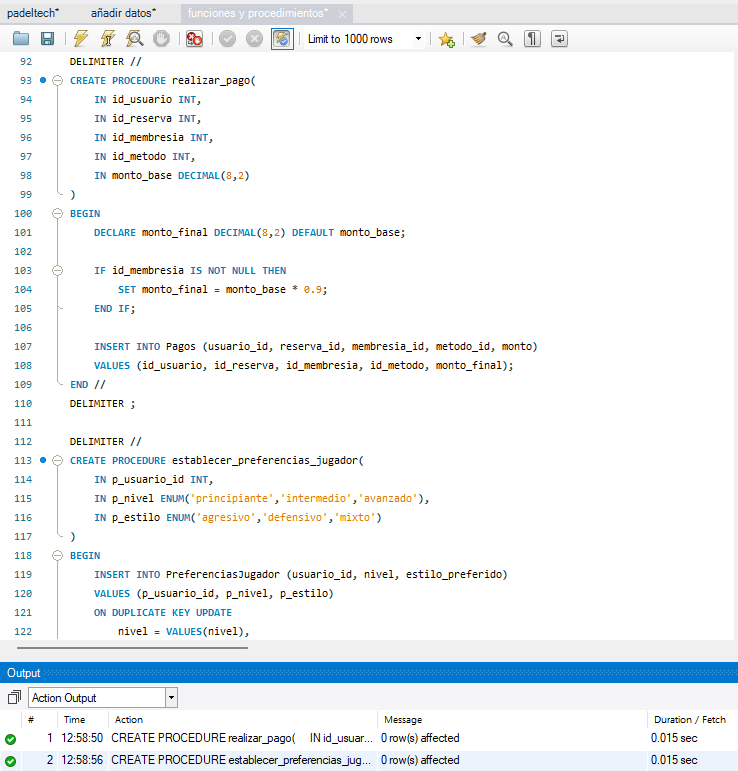 padeltech* añadir datos* funciones y procedimientos*
Limit to 1000 rows
92 DELIMITER //
93 CREATE PROCEDURE realizar_pago(
94 IN id_usuario INT,
95 IN id_reserva INT,
96 IN id_membresia INT,
97 IN id_metodo INT,
98 IN monto_base DECIMAL(8,2)
99 )
100 BEGIN
101 DECLARE monto_final DECIMAL(8,2) DEFAULT monto_base;
102
103 IF id_membresia IS NOT NULL THEN
104 SET monto_final = monto_base * 0.9;
105 END IF;
106
107 INSERT INTO Pagos (usuario_id, reserva_id, membresia_id, metodo_id, monto)
108 VALUES (id_usuario, id_reserva, id_membresia, id_metodo, monto_final);
109 END //
110 DELIMITER ;
111
112 DELIMITER //
113 CREATE PROCEDURE establecer_preferencias_jugador(
114 IN p_usuario_id INT,
115 IN p_nivel ENUM('principiante','intermedio','avanzado'),
116 IN p_estilo ENUM('agresivo','defensivo','mixto')
117 )
118 BEGIN
119 INSERT INTO PreferenciasJugador (usuario_id, nivel, estilo_preferido)
120 VALUES (p_usuario_id, p_nivel, p_estilo)
121 ON DUPLICATE KEY UPDATE
122 nivel = VALUES(nivel),
Output
Action Output
# Time Action Message Duration / Fetch
1 12:58:50 CREATE PROCEDURE realizar_pago( IN id_usuar... 0 row(s) affected 0.015 sec
2 12:58:56 CREATE PROCEDURE establecer_preferencias_jug... 0 row(s) affected 0.015 sec